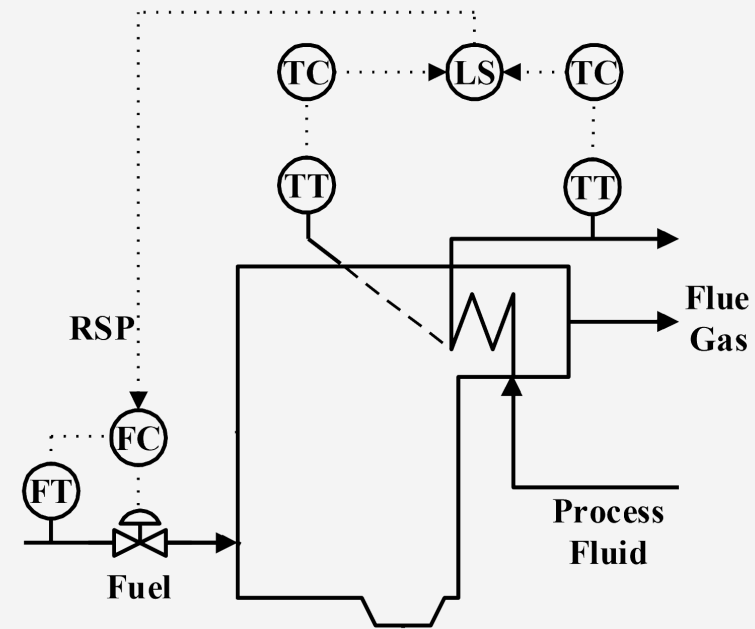 TC
LS
TC
TT
TT
Flue
Gas
RSP
FC
FT
Process
Fluid
Fuel